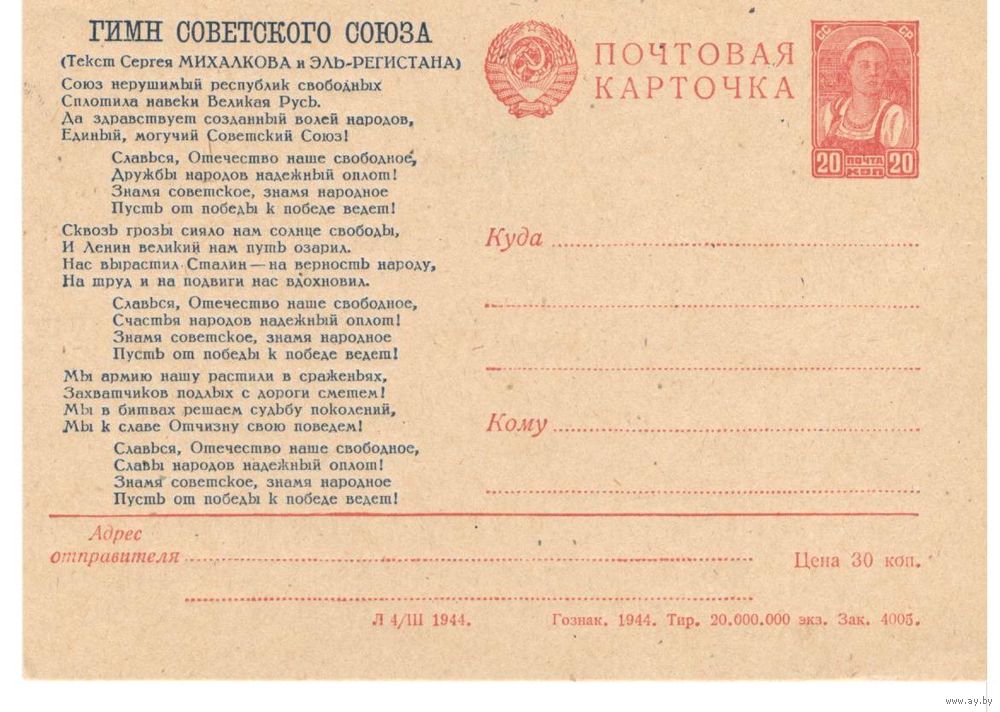 ГИМН СОВЕТСКОГО СОЮЗА
(Текст Сергея МИХАЛКОВА и ЭЛЬ-РЕГИСТАНА)
Союз нерушимый республик свободных
Сплотила навеки Великая Русь.
Да здравствует созданный волей народов,
Единый, могучий Советский Союз!
Славься, Отечество наше свободное,
Дружбы народов надежный оплот!
Знамя советское, знамя народное
Пусть от победы к победе ведет!
Сквозь грозы сияло нам солнце свободы,
И Ленин великий нам путь озарил.
Нас вырастил Сталин — на верность народу,
На труд и на подвиги нас вдохновил.
Славься, Отечество наше свободное,
Счастья народов надежный оплот!
Знамя советское, знамя народное
Пусть от победы к победе ведет!
Мы армию нашу растили в сраженьях,
Захватчиков подлых с дороги сметем!
Мы в битвах решаем судьбу поколений,
Мы к славе Отчизну свою поведем!
Славься, Отечество наше свободное,
Славы народов надежный оплот!
Знамя советское, знамя народное
Пусть от победы к победе ведет!
ПОЧТОВАЯ
КАРТОЧКА
СС СР
20 ПОЧТА КОП 20
Куда
Кому
Адрес
отправителя
Цена 30 коп.
Л 4/III 1944.
Гознак. 1944. Тир. 20.000.000 экз. Зак. 4005.
www.ay.by